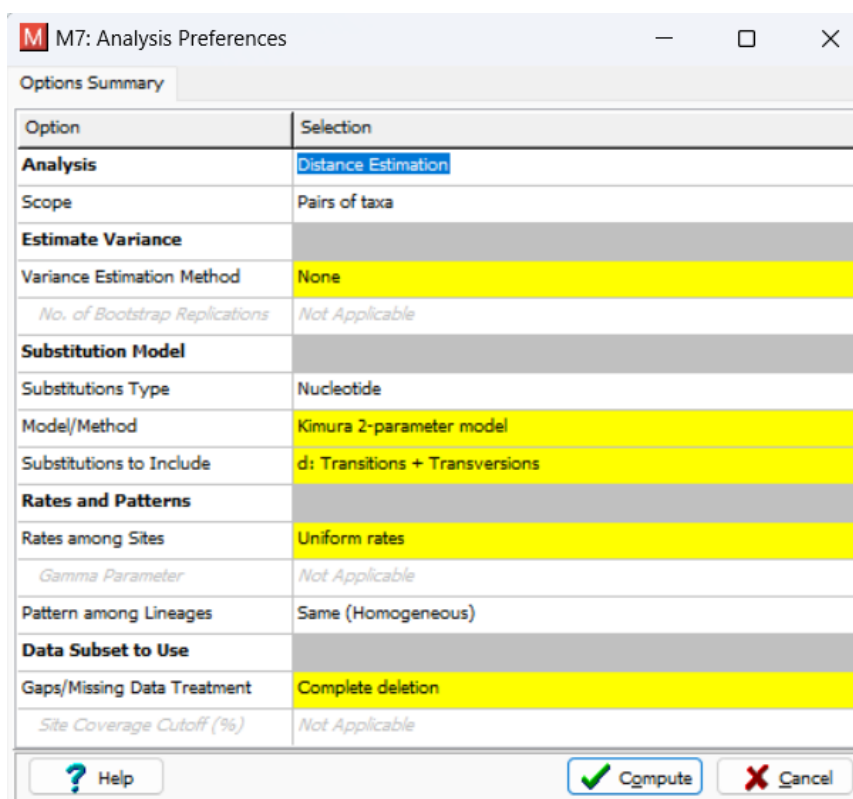 M M7: Analysis Preferences
Options Summary
Option Selection
Analysis Distance Estimation
Scope Pairs of taxa
Estimate Variance
Variance Estimation Method None
No. of Bootstrap Replications Not Applicable
Substitution Model
Substitutions Type Nucleotide
Model/Method Kimura 2-parameter model
Substitutions to Include d: Transitions + Transversions
Rates and Patterns
Rates among Sites Uniform rates
Gamma Parameter Not Applicable
Pattern among Lineages Same (Homogeneous)
Data Subset to Use
Gaps/Missing Data Treatment Complete deletion
Site Coverage Cutoff (%) Not Applicable
? Help Compute Cancel